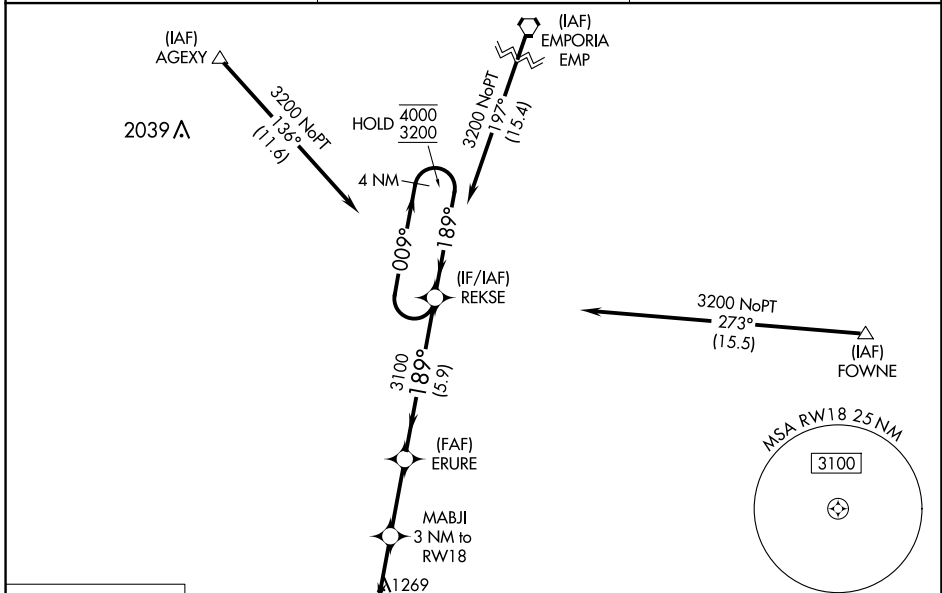 (IAF)
AGEXY
(IAF)
EMPORIA
EMP
3200 NoPT
136°
(11.6)
3200 NoPT
197°
(15.4)
2039
HOLD 4000
3200
4 NM
009°
189°
(IF/IAF)
REKSE
3200 NoPT
273°
(15.5)
(IAF)
FOWNE
3100
189°
(5.9)
(FAF)
ERURE
MSA RW18 25 NM
3100
MABJI
3 NM to
RW18
1269